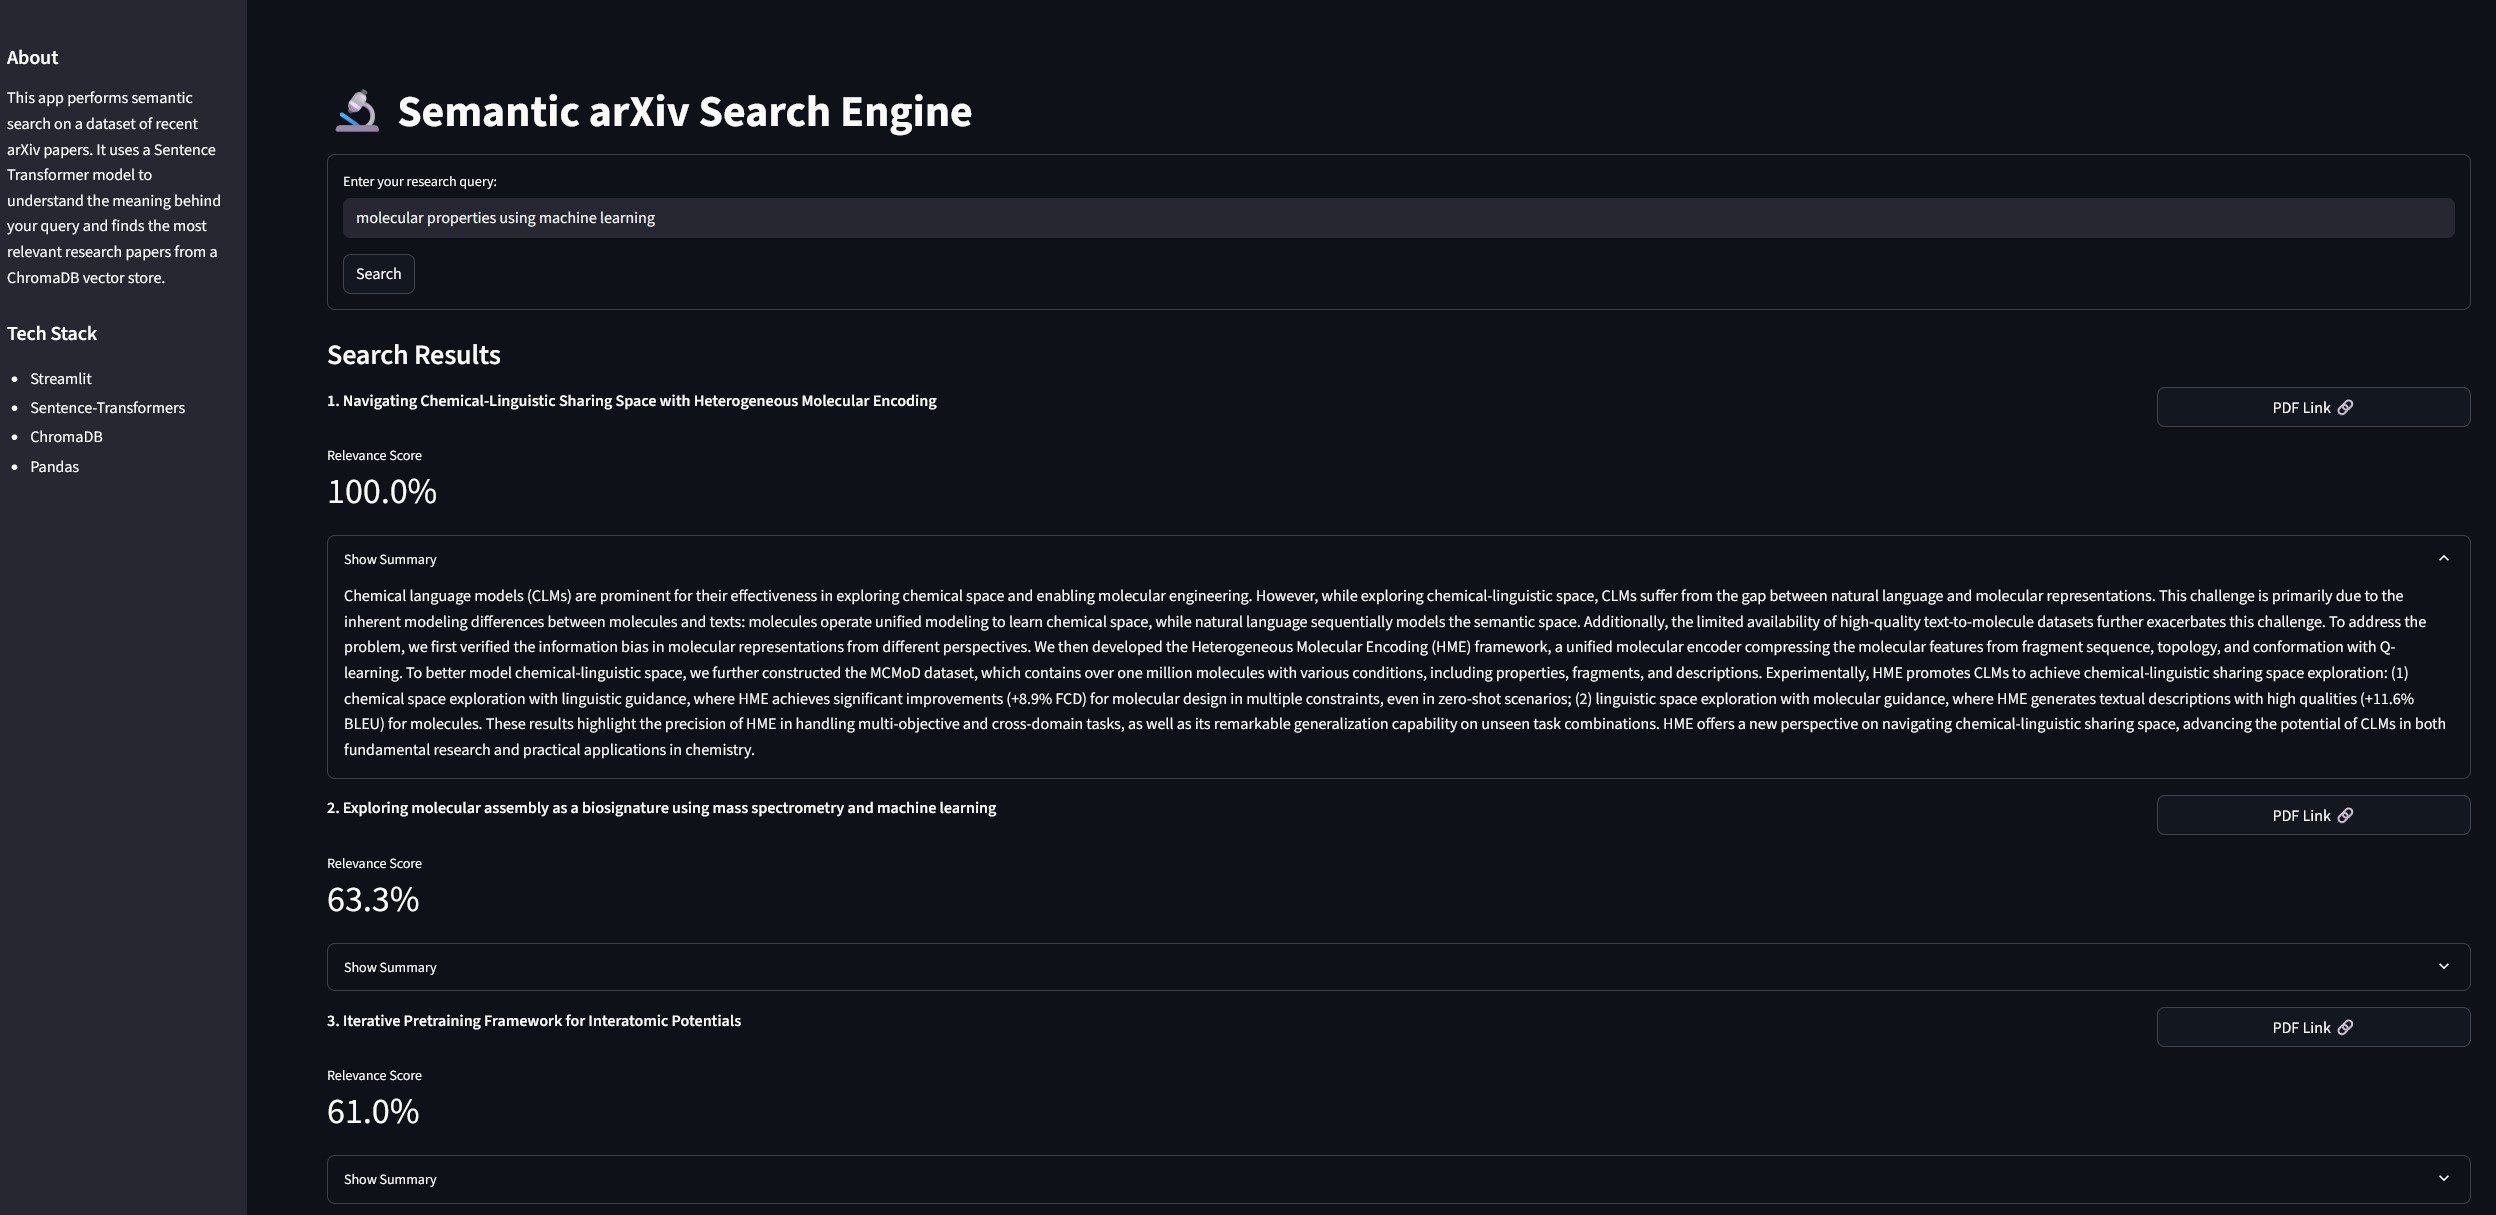 About
This app performs semantic
search on a dataset of recent
arXiv papers. It uses a Sentence
Transformer model to
understand the meaning behind
your query and finds the most
relevant research papers from a
ChromaDB vector store.
Tech Stack
• Streamlit
• Sentence-Transformers
• ChromaDB
• Pandas
Semantic arXiv Search Engine
Enter your research query:
molecular properties using machine learning
Search
Search Results
1. Navigating Chemical-Linguistic Sharing Space with Heterogeneous Molecular Encoding
PDF Link
Relevance Score
100.0%
Show Summary
Chemical language models (CLMs) are prominent for their effectiveness in exploring chemical space and enabling molecular engineering. However, while exploring chemical-linguistic space, CLMs suffer from the gap between natural language and molecular representations. This challenge is primarily due to the
inherent modeling differences between molecules and texts: molecules operate unified modeling to learn chemical space, while natural language sequentially models the semantic space. Additionally, the limited availability of high-quality text-to-molecule datasets further exacerbates this challenge. To address the
problem, we first verified the information bias in molecular representations from different perspectives. We then developed the Heterogeneous Molecular Encoding (HME) framework, a unified molecular encoder compressing the molecular features from fragment sequence, topology, and conformation with Q-
learning. To better model chemical-linguistic space, we further constructed the MCMoD dataset, which contains over one million molecules with various conditions, including properties, fragments, and descriptions. Experimentally, HME promotes CLMs to achieve chemical-linguistic sharing space exploration: (1)
chemical space exploration with linguistic guidance, where HME achieves significant improvements (+8.9% FCD) for molecular design in multiple constraints, even in zero-shot scenarios; (2) linguistic space exploration with molecular guidance, where HME generates textual descriptions with high qualities (+11.6%
BLEU) for molecules. These results highlight the precision of HME in handling multi-objective and cross-domain tasks, as well as its remarkable generalization capability on unseen task combinations. HME offers a new perspective on navigating chemical-linguistic sharing space, advancing the potential of CLMs in both
fundamental research and practical applications in chemistry.
2. Exploring molecular assembly as a biosignature using mass spectrometry and machine learning
PDF Link
Relevance Score
63.3%
Show Summary
3. Iterative Pretraining Framework for Interatomic Potentials
PDF Link
Relevance Score
61.0%
Show Summary